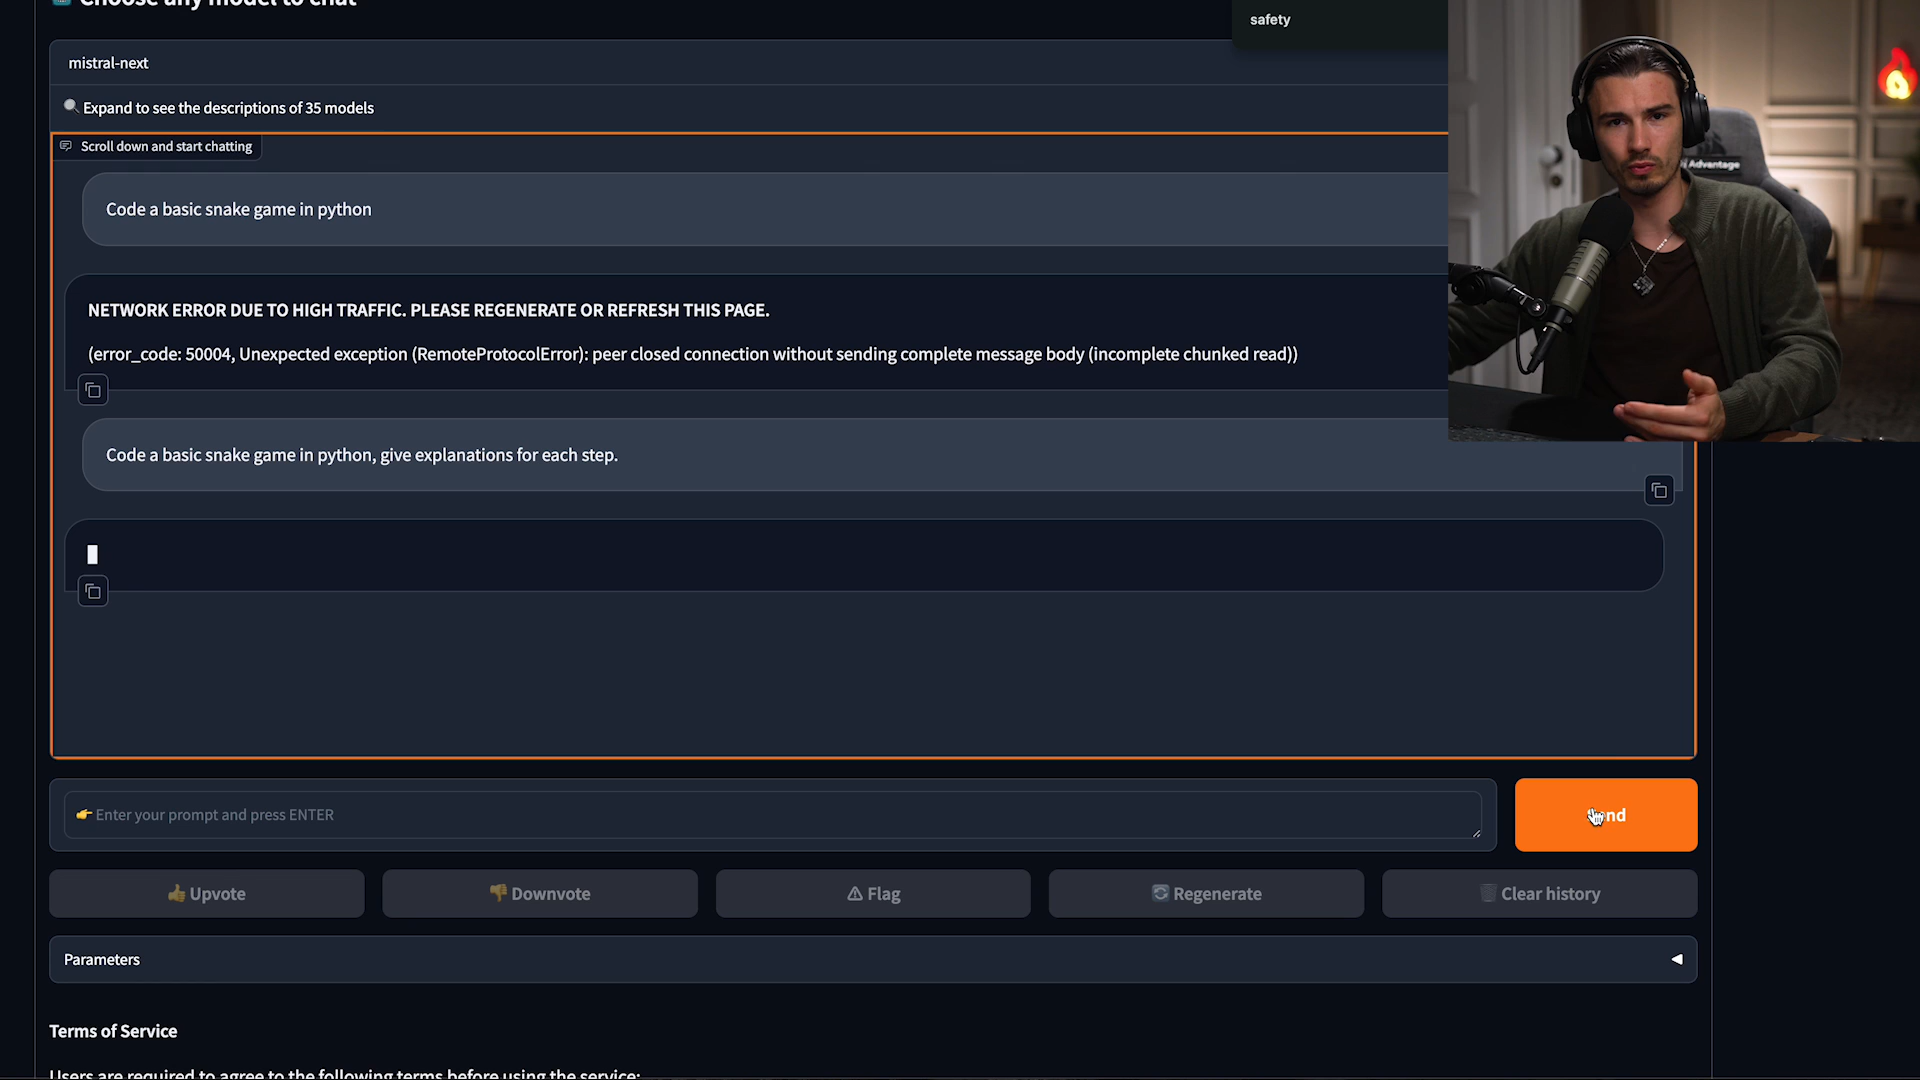 Choose any model to chat
safety
mistral-next
Expand to see the descriptions of 35 models
Scroll down and start chatting
Advantage
Code a basic snake game in python
NETWORK ERROR DUE TO HIGH TRAFFIC. PLEASE REGENERATE OR REFRESH THIS PAGE.
(error_code: 50004, Unexpected exception (RemoteProtocolError): peer closed connection without sending complete message body (incomplete chunked read))
Code a basic snake game in python, give explanations for each step.
Enter your prompt and press ENTER
Send
Upvote
Downvote
Flag
Regenerate
Clear history
Parameters
Terms of Service
Users are required to agree to the following terms before using the service: